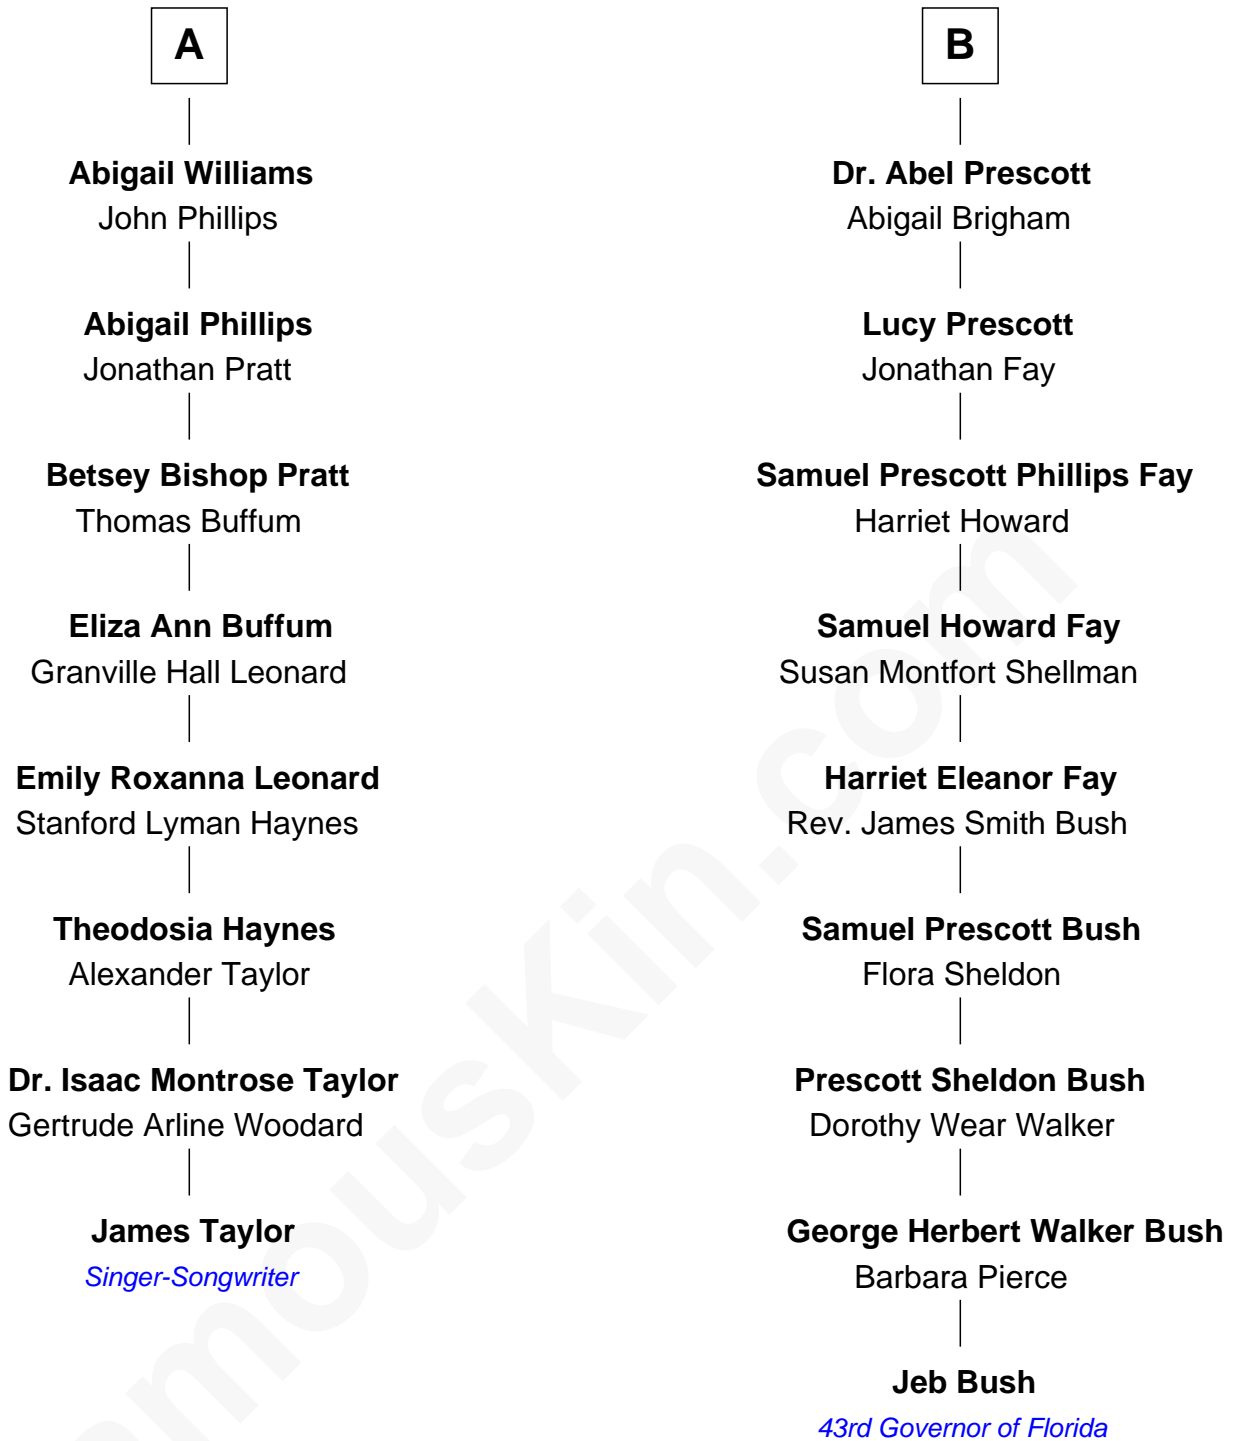 A
Abigail Williams
John Phillips
Abigail Phillips
Jonathan Pratt
Betsey Bishop Pratt
Thomas Buffum
Eliza Ann Buffum
Granville Hall Leonard
Emily Roxanna Leonard
Stanford Lyman Haynes
Theodosia Haynes
Alexander Taylor
Dr. Isaac Montrose Taylor
Gertrude Arline Woodard
James Taylor
Singer-Songwriter
B
Dr. Abel Prescott
Abigail Brigham
Lucy Prescott
Jonathan Fay
Samuel Prescott Phillips Fay
Harriet Howard
Samuel Howard Fay
Susan Montfort Shellman
Harriet Eleanor Fay
Rev. James Smith Bush
Samuel Prescott Bush
Flora Sheldon
Prescott Sheldon Bush
Dorothy Wear Walker
George Herbert Walker Bush
Barbara Pierce
Jeb Bush
43rd Governor of Florida
amousKin.com